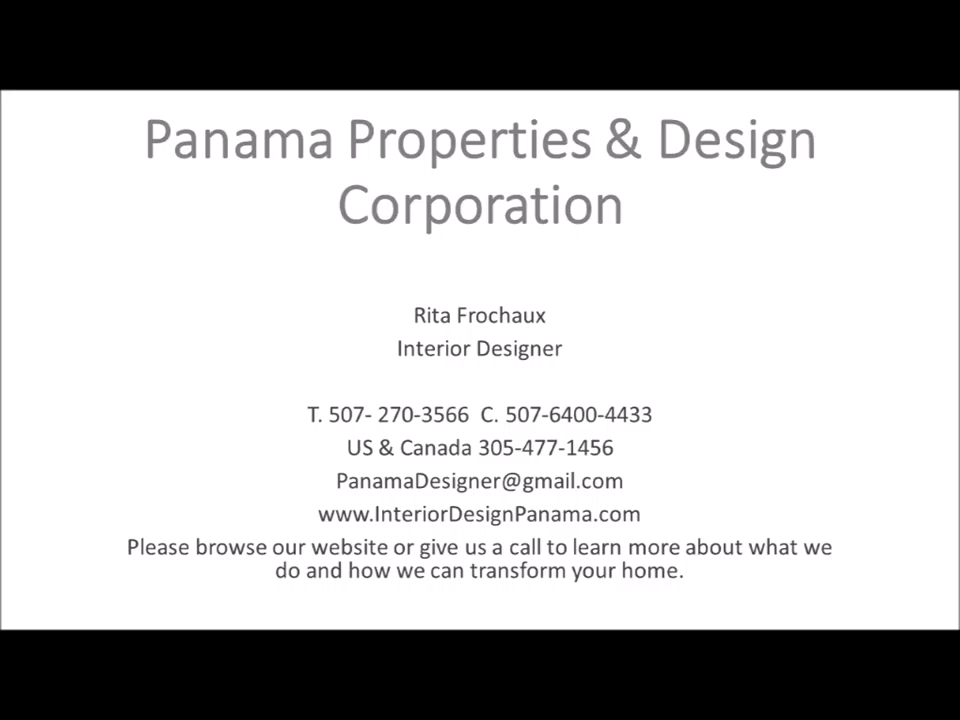 Panama Properties & Design
Corporation
Rita Frochaux
Interior Designer
T. 507- 270-3566  C. 507-6400-4433
US & Canada 305-477-1456
PanamaDesigner@gmail.com
www.InteriorDesignPanama.com
Please browse our website or give us a call to learn more about what we
do and how we can transform your home.